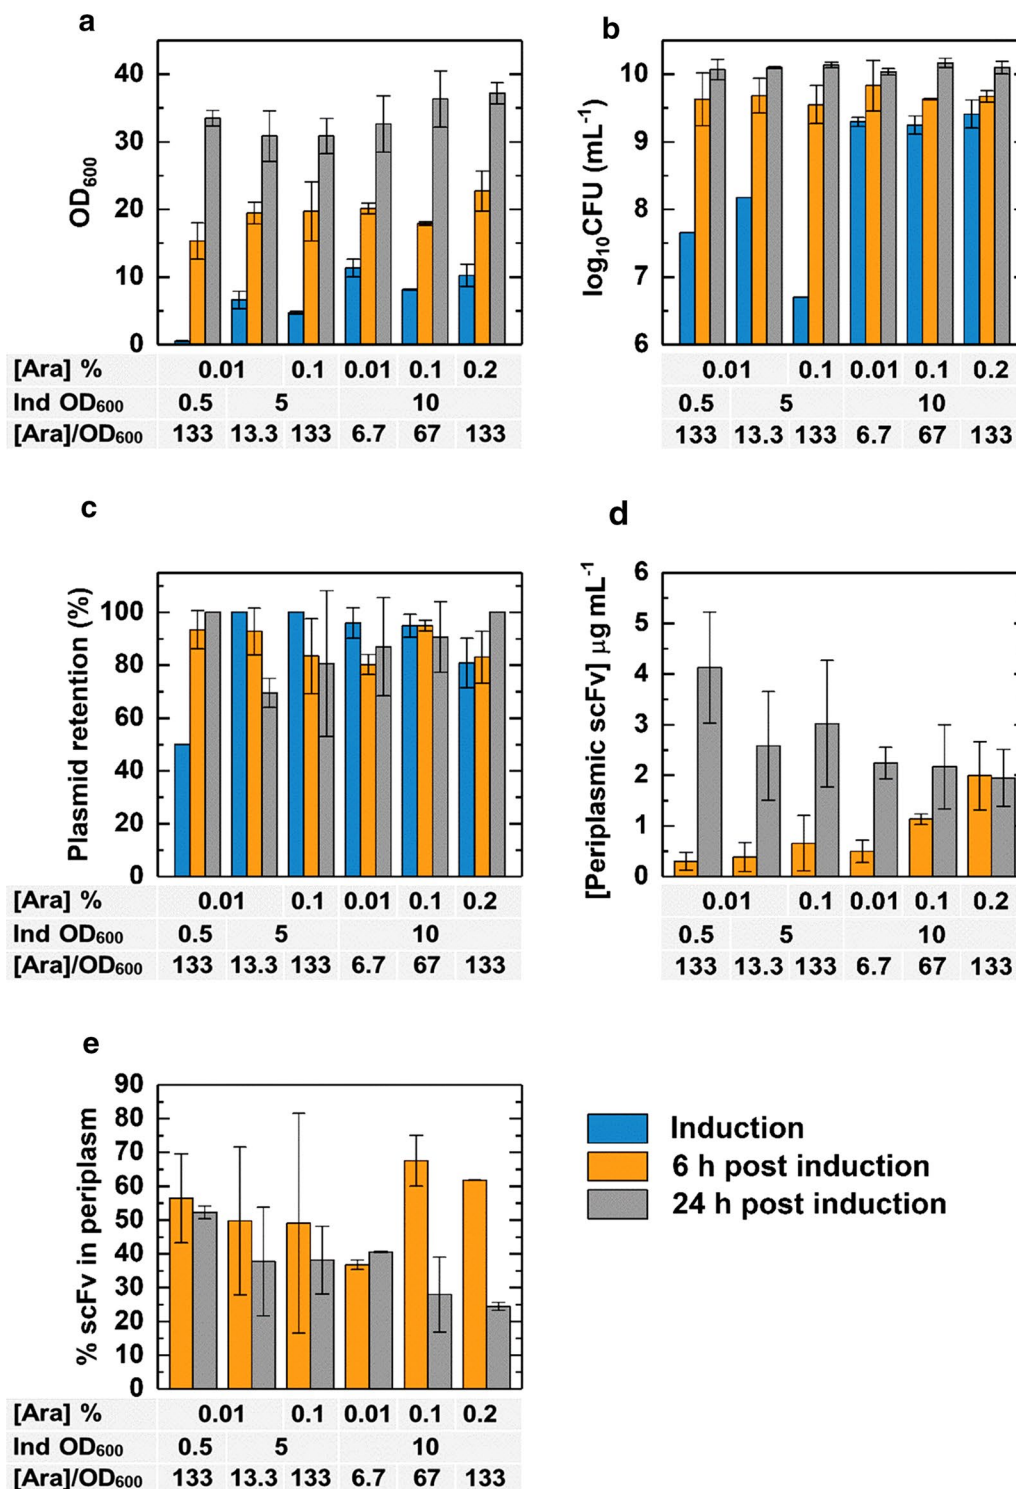 a
40
30
20
10
0
OD600
[Ara] % 0.01 0.1 0.01 0.1 0.2
Ind OD600 0.5 5 10
[Ara]/OD600 133 13.3 133 6.7 67 133
b
10
9
8
7
6
log10CFU (mL-1)
0.01 0.1 0.01 0.1 0.2
0.5 5 10
133 13.3 133 6.7 67 133
c
100
80
60
40
20
0
Plasmid retention (%)
[Ara] % 0.01 0.1 0.01 0.1 0.2
Ind OD600 0.5 5 10
[Ara]/OD600 133 13.3 133 6.7 67 133
d
6
5
4
3
2
1
0
[Periplasmic scFv] µg mL-1
0.01 0.1 0.01 0.1 0.2
0.5 5 10
133 13.3 133 6.7 67 133
e
90
80
70
60
50
40
30
20
10
0
% scFv in periplasm
[Ara] % 0.01 0.1 0.01 0.1 0.2
Ind OD600 0.5 5 10
[Ara]/OD600 133 13.3 133 6.7 67 133
Induction
6 h post induction
24 h post induction